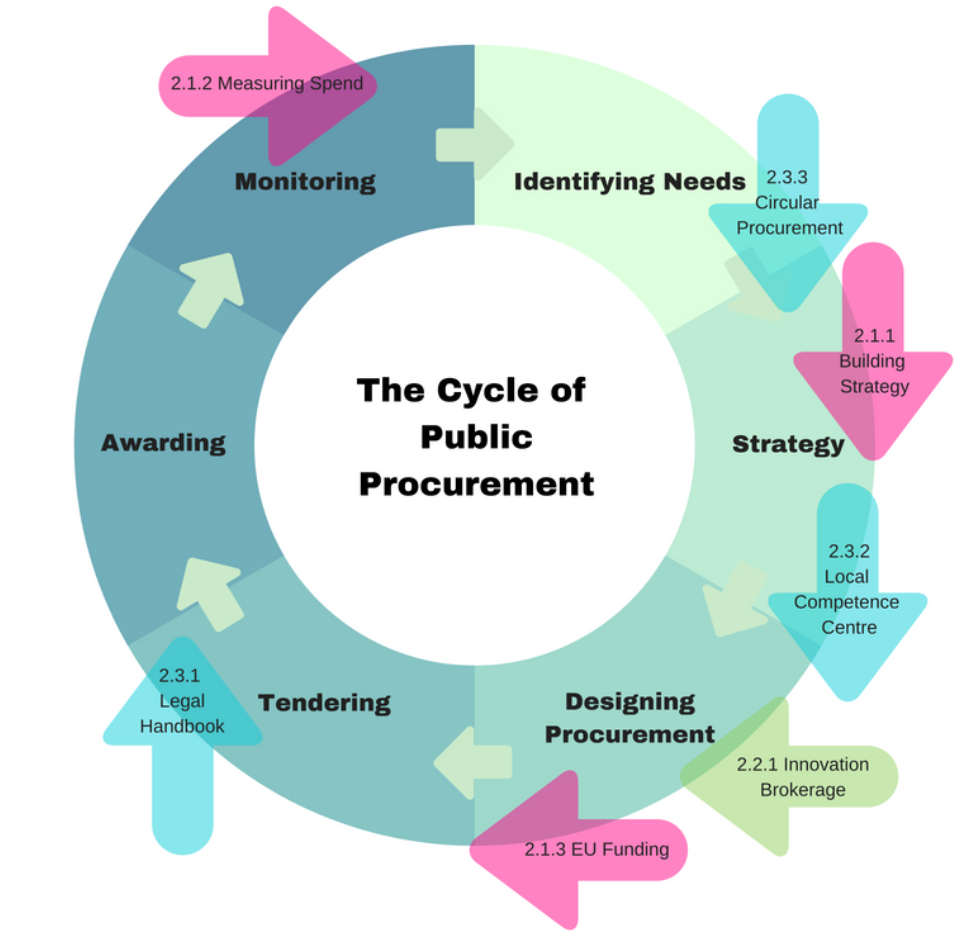 2.1.2 Measuring Spend
Monitoring
Identifying Needs
2.3.3
Circular
Procurement
2.1.1
Building
Strategy
The Cycle of
Public
Procurement
Awarding
Strategy
2.3.2
Local
Competence
Centre
2.3.1
Legal
Handbook
Tendering
Designing
Procurement
2.2.1 Innovation
Brokerage
2.1.3 EU Funding